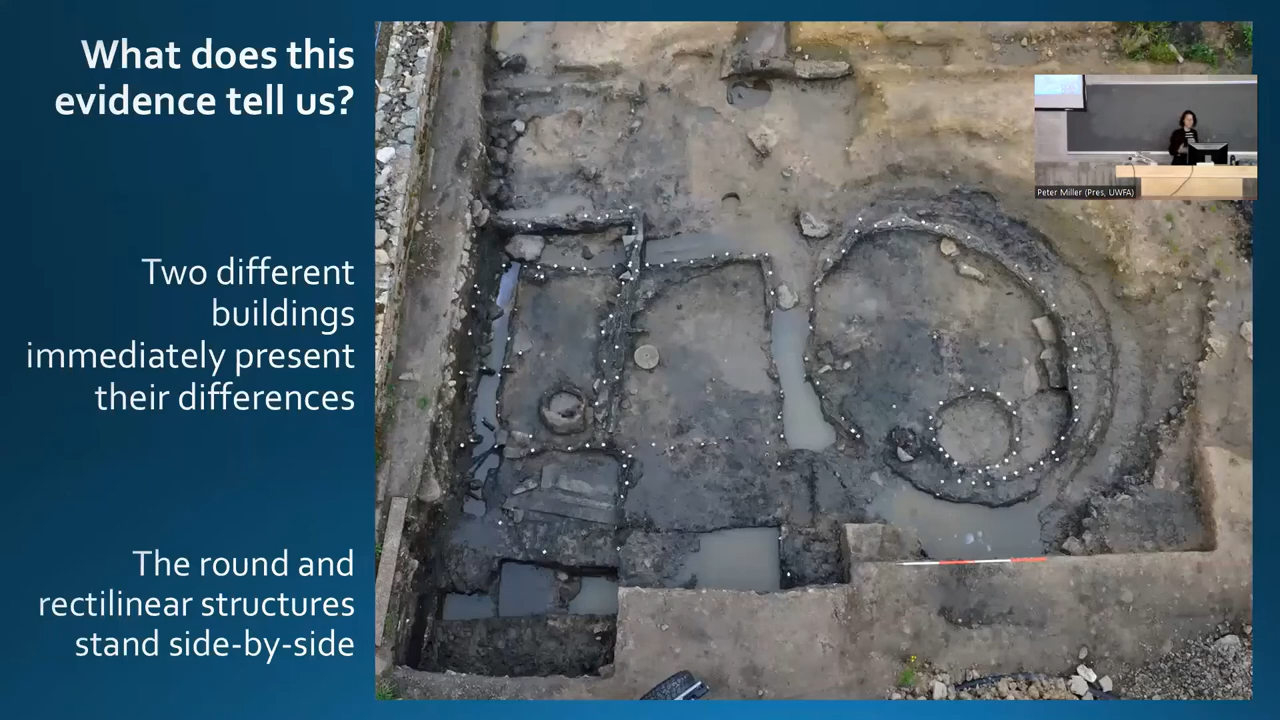 What does this
evidence tell us?
Two different
buildings
immediately present
their differences
The round and
rectilinear structures
stand side-by-side
Peter Miller (Pres, UWFA)